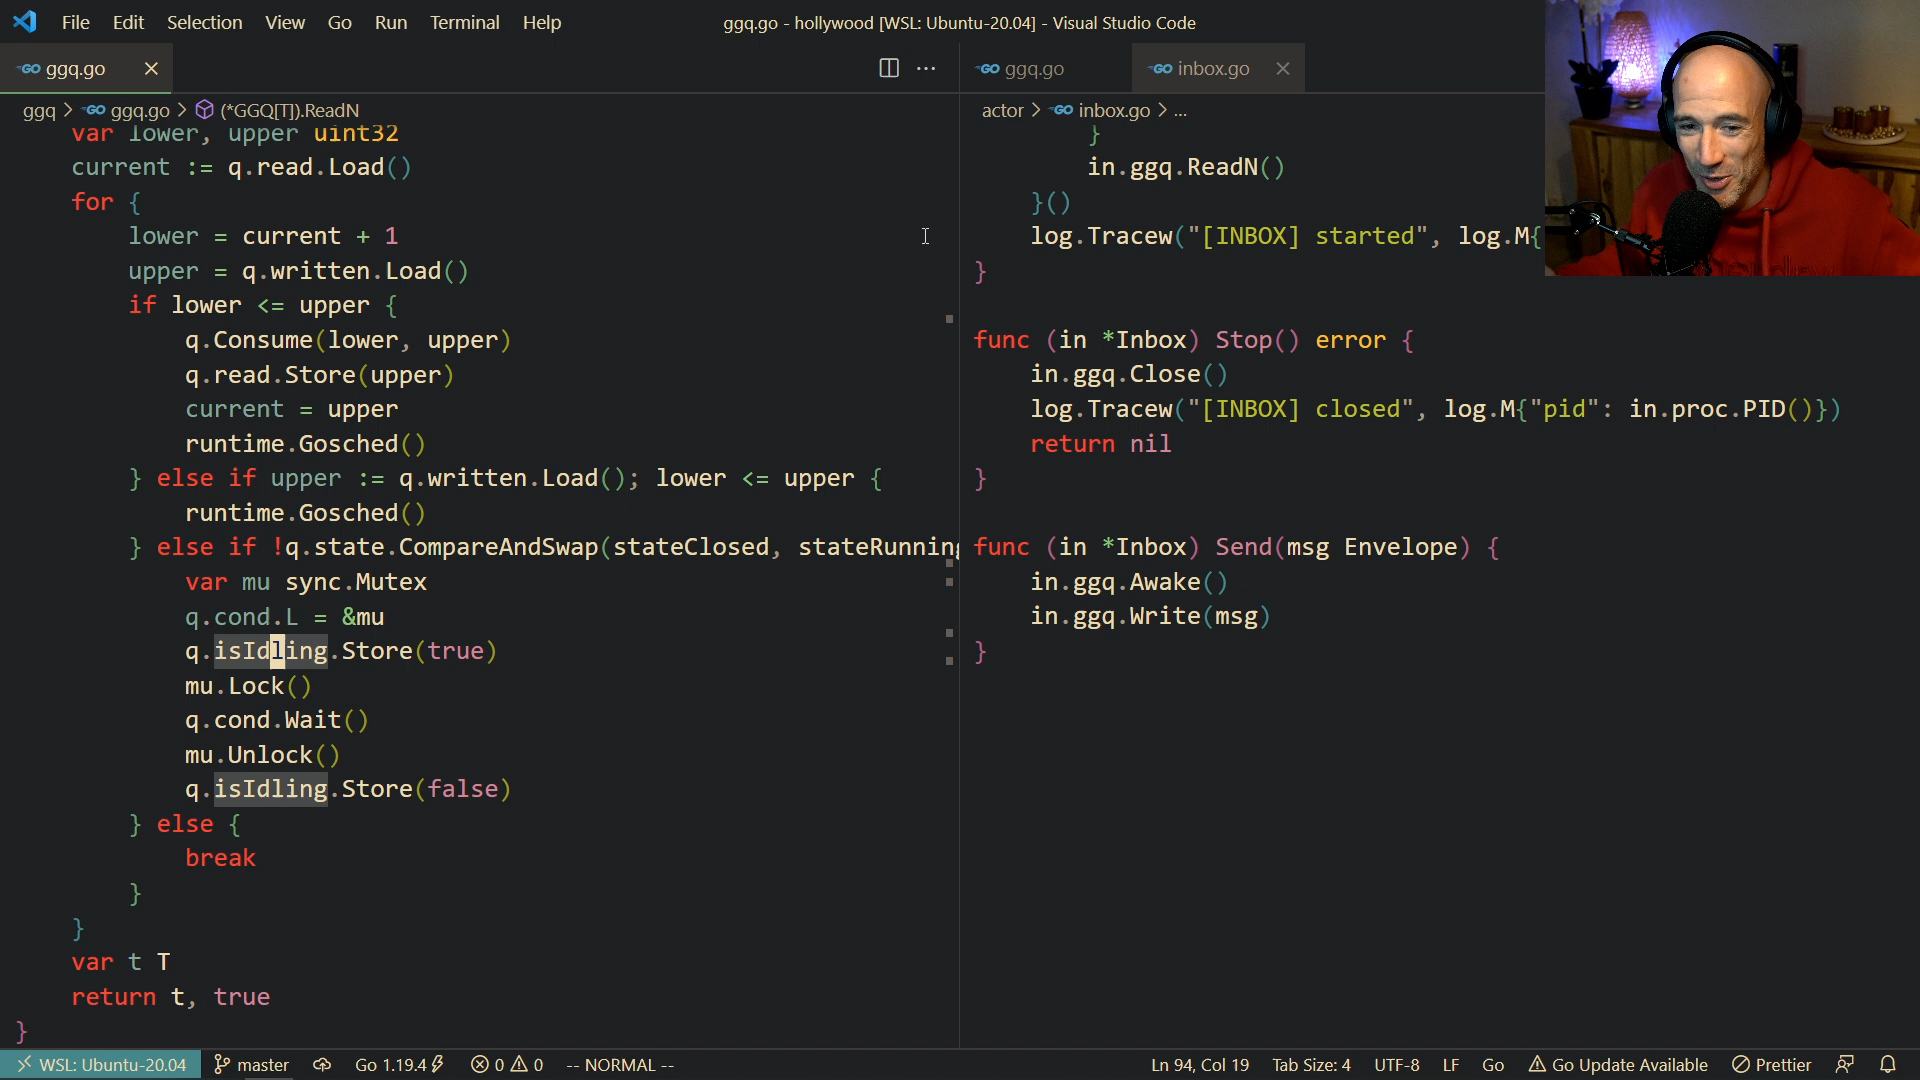 File Edit Selection View Go Run Terminal Help
ggq.go - hollywood [WSL: Ubuntu-20.04] - Visual Studio Code
GO ggq.go
ggq > GO ggq.go > (*GGQ[T]).ReadN
var lower, upper uint32
current := q.read.Load()
for {
lower = current + 1
upper = q.written.Load()
if lower <= upper {
q.Consume(lower, upper)
q.read.Store(upper)
current = upper
runtime.Gosched()
} else if upper := q.written.Load(); lower <= upper {
runtime.Gosched()
} else if !q.state.CompareAndSwap(stateClosed, stateRunning
var mu sync.Mutex
q.cond.L = &mu
q.isIdling.Store(true)
mu.Lock()
q.cond.Wait()
mu.Unlock()
q.isIdling.Store(false)
} else {
break
}
}
var t T
return t, true
}
GO ggq.go GO inbox.go
actor > GO inbox.go > ...
}
in.ggq.ReadN()
}()
log.Tracew("[INBOX] started", log.M{
}
func (in *Inbox) Stop() error {
in.ggq.Close()
log.Tracew("[INBOX] closed", log.M{"pid": in.proc.PID()})
return nil
}
func (in *Inbox) Send(msg Envelope) {
in.ggq.Awake()
in.ggq.Write(msg)
}
WSL: Ubuntu-20.04 master Go 1.19.4 0 0 -- NORMAL -- Ln 94, Col 19 Tab Size: 4 UTF-8 LF Go Go Update Available Prettier